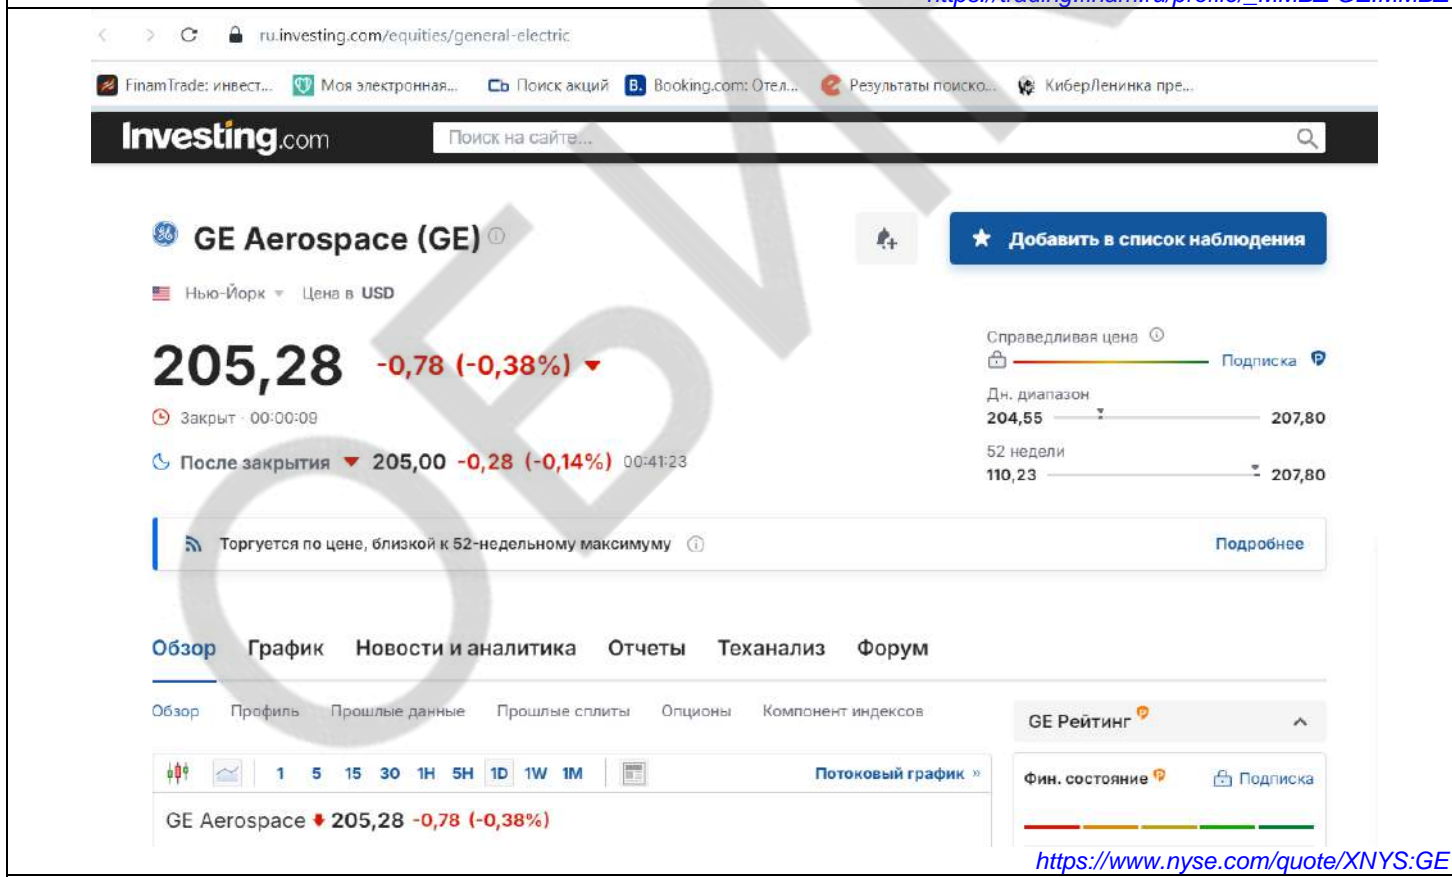 ru.investing.com/equities/general-electric
FinamTrade: инвест... Моя электронная... Поиск акций Booking.com: Отел... Результаты поиско... КиберЛенинка пре...
Investing.com Поиск на сайте...
GE Aerospace (GE)
Добавить в список наблюдения
Нью-Йорк Цена в USD
Справедливая цена
205,28 -0,78 (-0,38%)
Подписка
Дн. диапазон
Закрыт · 00:00:09
204,55 207,80
52 недели
После закрытия 205,00 -0,28 (-0,14%) 00:41:23
110,23 207,80
Торгуется по цене, близкой к 52-недельному максимуму Подробнее
Обзор График Новости и аналитика Отчеты Теханализ Форум
Обзор Профиль Прошлые данные Прошлые сплиты Опционы Компонент индексов
GE Рейтинг
1 5 15 30 1H 5H 1D 1W 1M Потоковый график »
Фин. состояние Подписка
GE Aerospace 205,28 -0,78 (-0,38%)
https://www.nyse.com/quote/XNYS:GE